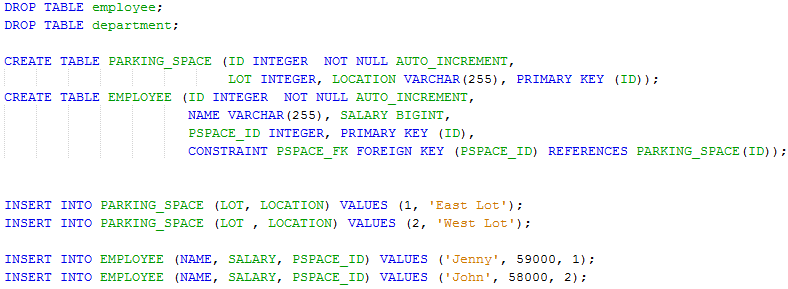 DROP TABLE employee;
DROP TABLE department;
CREATE TABLE PARKING_SPACE (ID INTEGER  NOT NULL AUTO_INCREMENT,
LOT INTEGER, LOCATION VARCHAR(255), PRIMARY KEY (ID));
CREATE TABLE EMPLOYEE (ID INTEGER  NOT NULL AUTO_INCREMENT,
NAME VARCHAR(255), SALARY BIGINT,
PSPACE_ID INTEGER, PRIMARY KEY (ID),
CONSTRAINT PSPACE_FK FOREIGN KEY (PSPACE_ID) REFERENCES PARKING_SPACE(ID));
INSERT INTO PARKING_SPACE (LOT, LOCATION) VALUES (1, 'East Lot');
INSERT INTO PARKING_SPACE (LOT , LOCATION) VALUES (2, 'West Lot');
INSERT INTO EMPLOYEE (NAME, SALARY, PSPACE_ID) VALUES ('Jenny', 59000, 1);
INSERT INTO EMPLOYEE (NAME, SALARY, PSPACE_ID) VALUES ('John', 58000, 2);